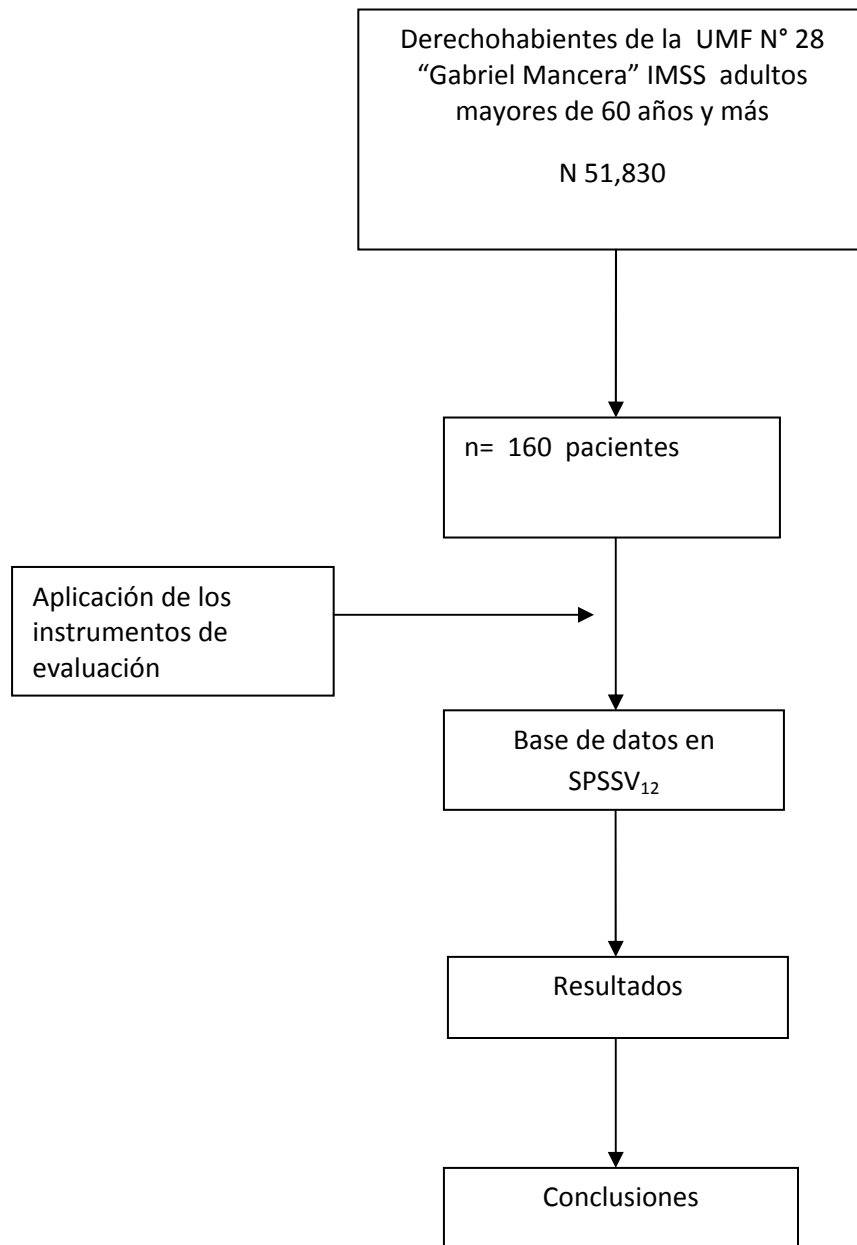 Derechohabientes de la UMF N° 28
“Gabriel Mancera” IMSS adultos
mayores de 60 años y más
N 51,830
n= 160 pacientes
Aplicación de los
instrumentos de
evaluación
Base de datos en
SPSSV₁₂
Resultados
Conclusiones